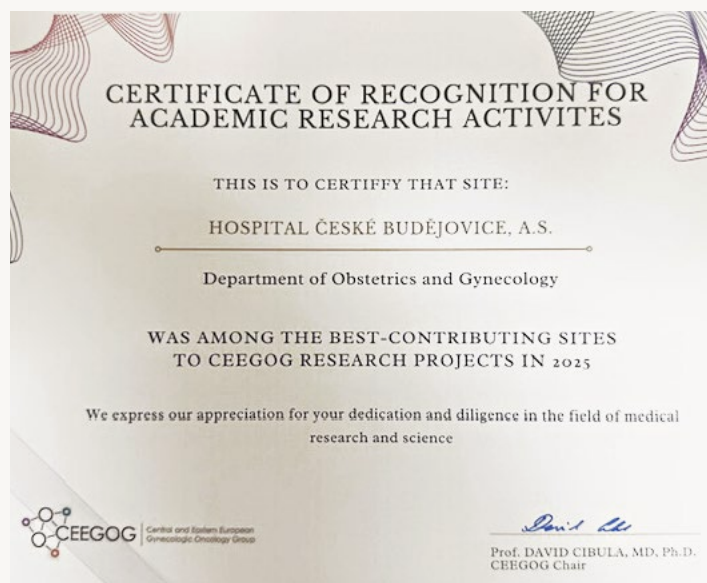 CERTIFICATE OF RECOGNITION FOR
ACADEMIC RESEARCH ACTIVITES
THIS IS TO CERTIFFY THAT SITE:
HOSPITAL ČESKÉ BUDĚJOVICE, A.S.
Department of Obstetrics and Gynecology
WAS AMONG THE BEST-CONTRIBUTING SITES
TO CEEGOG RESEARCH PROJECTS IN 2025
We express our appreciation for your dedication and diligence in the field of medical
research and science
CEEGOG
Central and Eastern European
Gynecologic Oncology Group
Prof. DAVID CIBULA, MD, Ph.D.
CEEGOG Chair